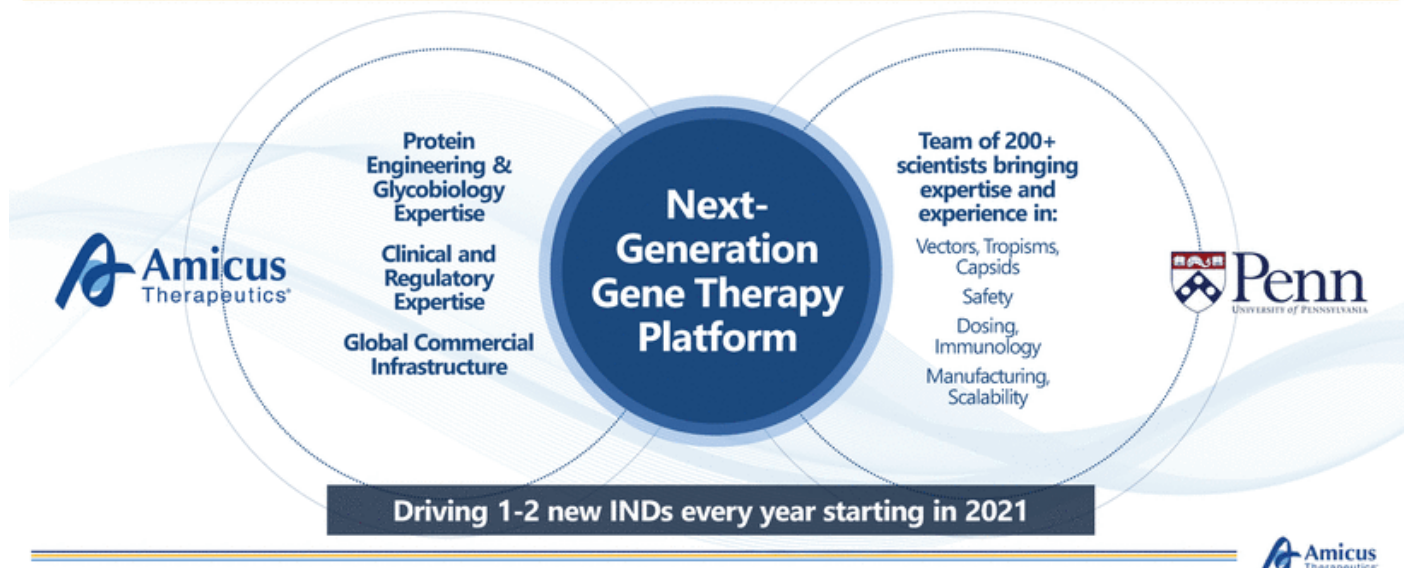 Amicus
Therapeutics®
Protein
Engineering &
Glycobiology
Expertise
Clinical and
Regulatory
Expertise
Global Commercial
Infrastructure
Next-
Generation
Gene Therapy
Platform
Team of 200+
scientists bringing
expertise and
experience in:
Vectors, Tropisms,
Capsids
Safety
Dosing,
Immunology
Manufacturing,
Scalability
Penn
UNIVERSITY of PENNSYLVANIA
Driving 1-2 new INDs every year starting in 2021
Amicus
Therapeutics